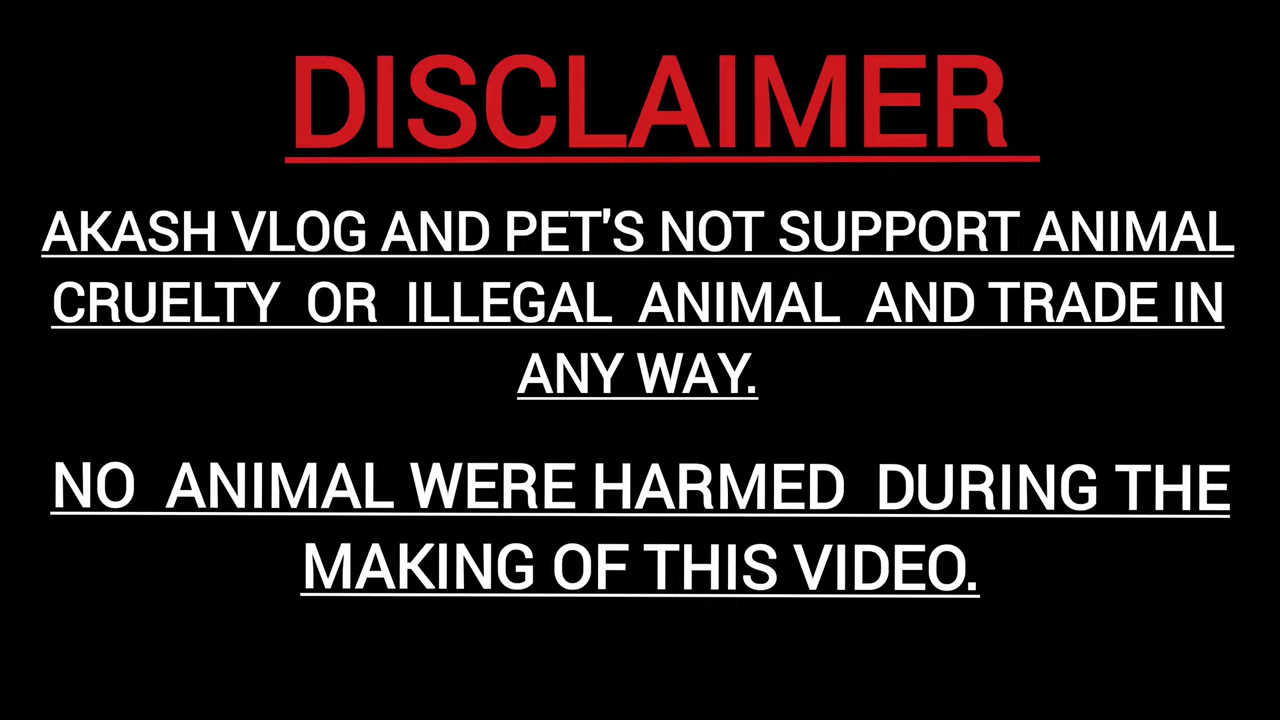 DISCLAIMER
AKASH VLOG AND PET'S NOT SUPPORT ANIMAL
CRUELTY OR ILLEGAL ANIMAL AND TRADE IN
ANY WAY.
NO ANIMAL WERE HARMED DURING THE
MAKING OF THIS VIDEO.